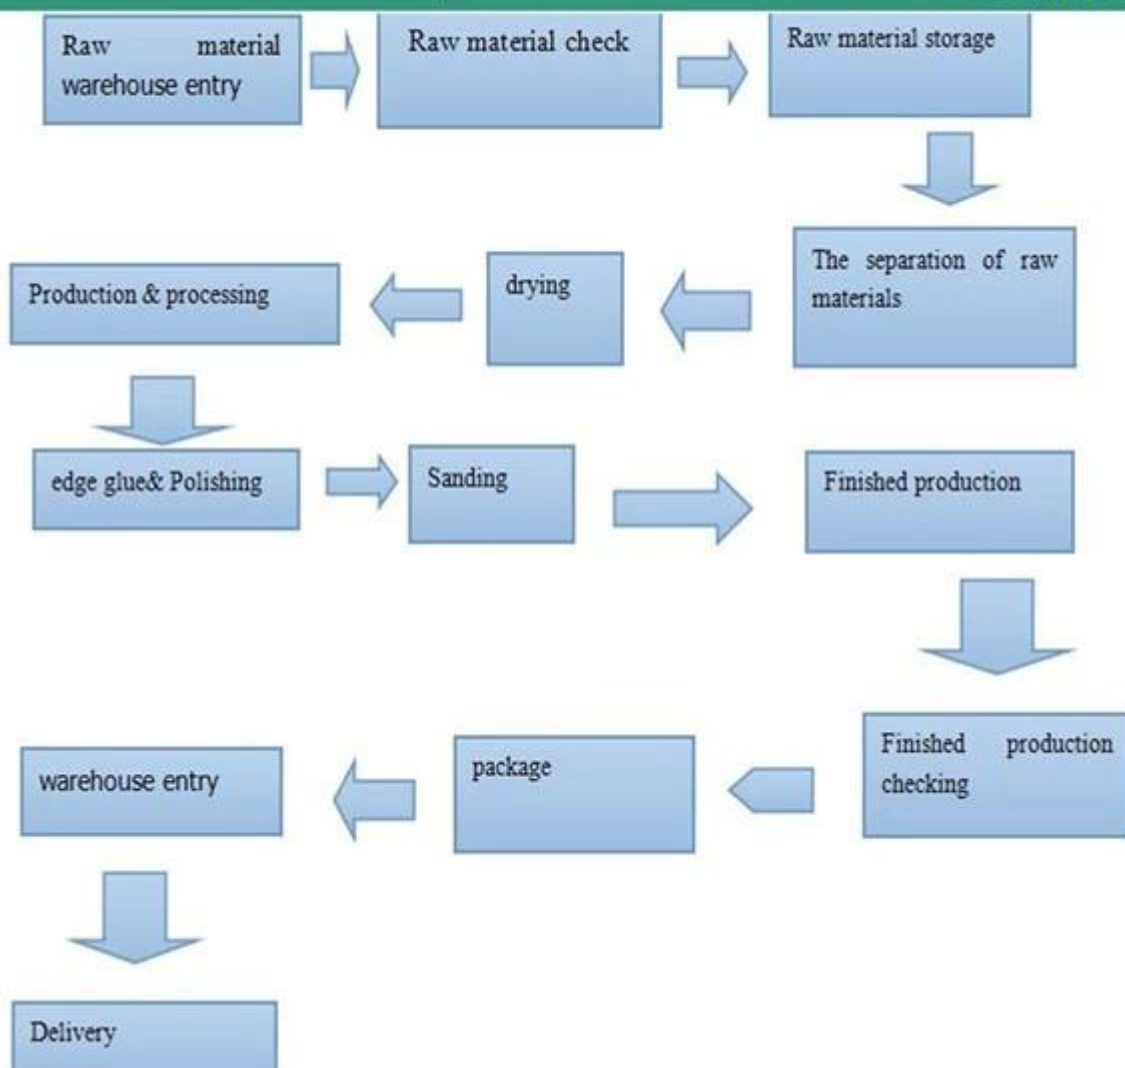 Raw material
warehouse entry
Raw material check
Raw material storage
The separation of raw
materials
drying
Production & processing
edge glue& Polishing
Sanding
Finished production
Finished production
checking
package
warehouse entry
Delivery